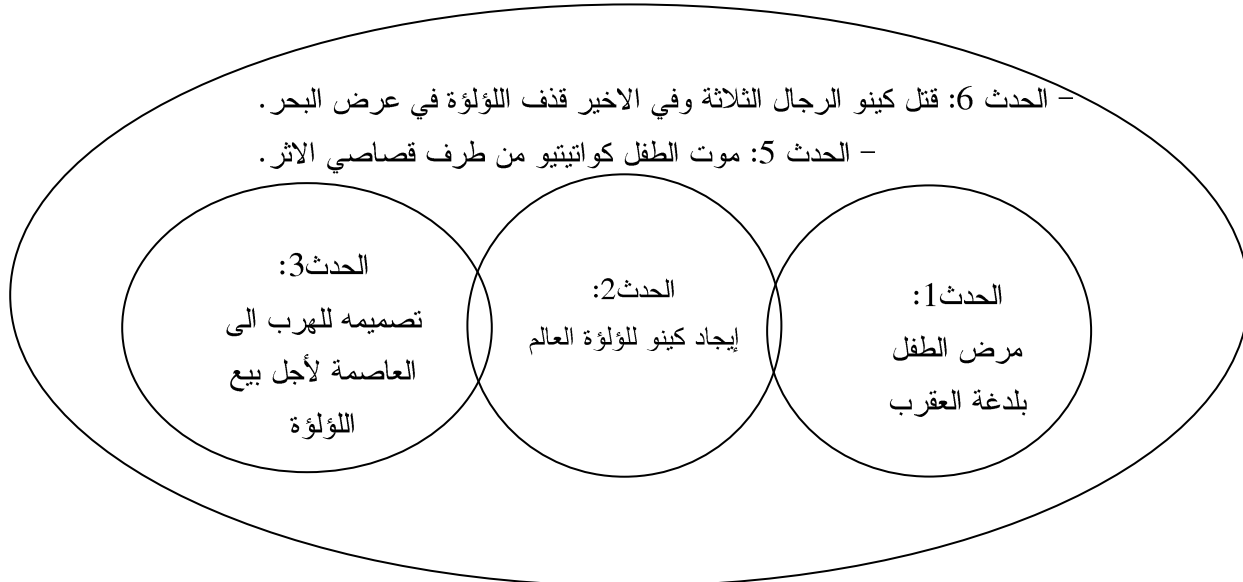 - الحدث 6: قتل كينو الرجال الثلاثة وفي الاخير قذف اللؤلؤة في عرض البحر.
- الحدث 5: موت الطفل كواتيتيو من طرف قصاصي الاثر.
الحدث1:
مرض الطفل
بلدغة العقرب
الحدث2:
إيجاد كينو للؤلؤة العالم
الحدث3:
تصميمه للهرب الى
العاصمة لأجل بيع
اللؤلؤة